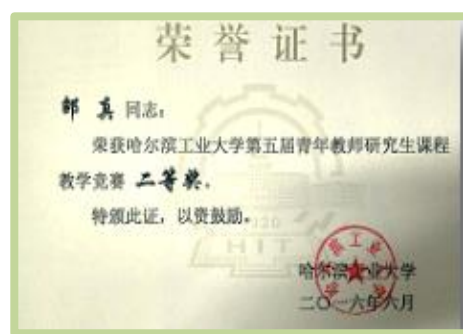 荣誉证书
真 同志：
荣获哈尔滨工业大学第五届青年教师研究生课程
教学竞赛 二等奖。
特颁此证，以资鼓励。
HIT
哈尔滨工业大学
二〇一六年六月